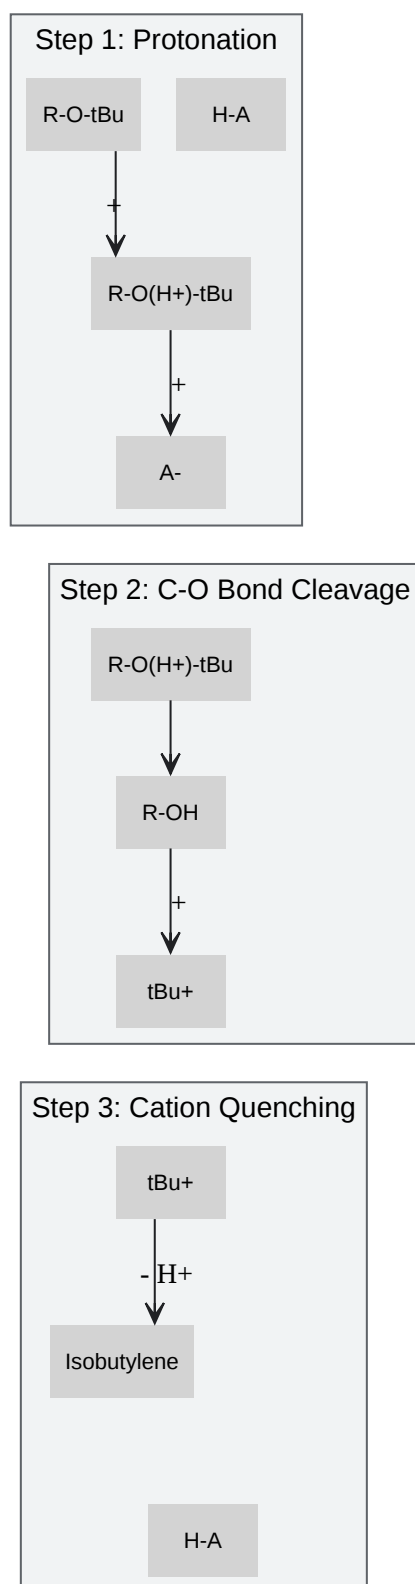 Step 1: Protonation
R-O-tBu
H-A
+
R-O(H+)-tBu
+
A-
Step 2: C-O Bond Cleavage
R-O(H+)-tBu
R-OH
+
tBu+
Step 3: Cation Quenching
tBu+
- H+
Isobutylene
H-A